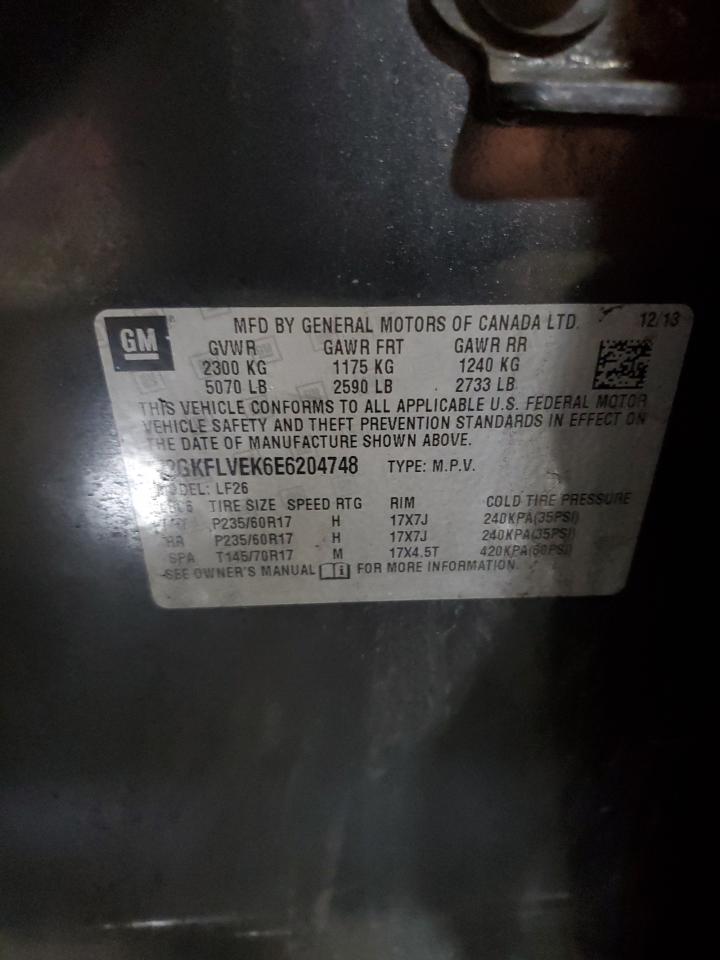 GM
MFD BY GENERAL MOTORS OF CANADA LTD. 12/13
GVWR GAWR FRT GAWR RR
2300 KG 1175 KG 1240 KG
5070 LB 2590 LB 2733 LB
THIS VEHICLE CONFORMS TO ALL APPLICABLE U.S. FEDERAL MOTOR
VEHICLE SAFETY AND THEFT PREVENTION STANDARDS IN EFFECT ON
THE DATE OF MANUFACTURE SHOWN ABOVE.
GKFLVEK6E6204748 TYPE: M.P.V.
MODEL: LF26
TIRE SIZE SPEED RTG RIM COLD TIRE PRESSURE
P235/60R17 H 17X7J 240KPA(35PSI)
RR P235/60R17 H 17X7J 240KPA(35PSI)
SPA T145/70R17 M 17X4.5T 420KPA(60PSI)
SEE OWNER'S MANUAL FOR MORE INFORMATION.